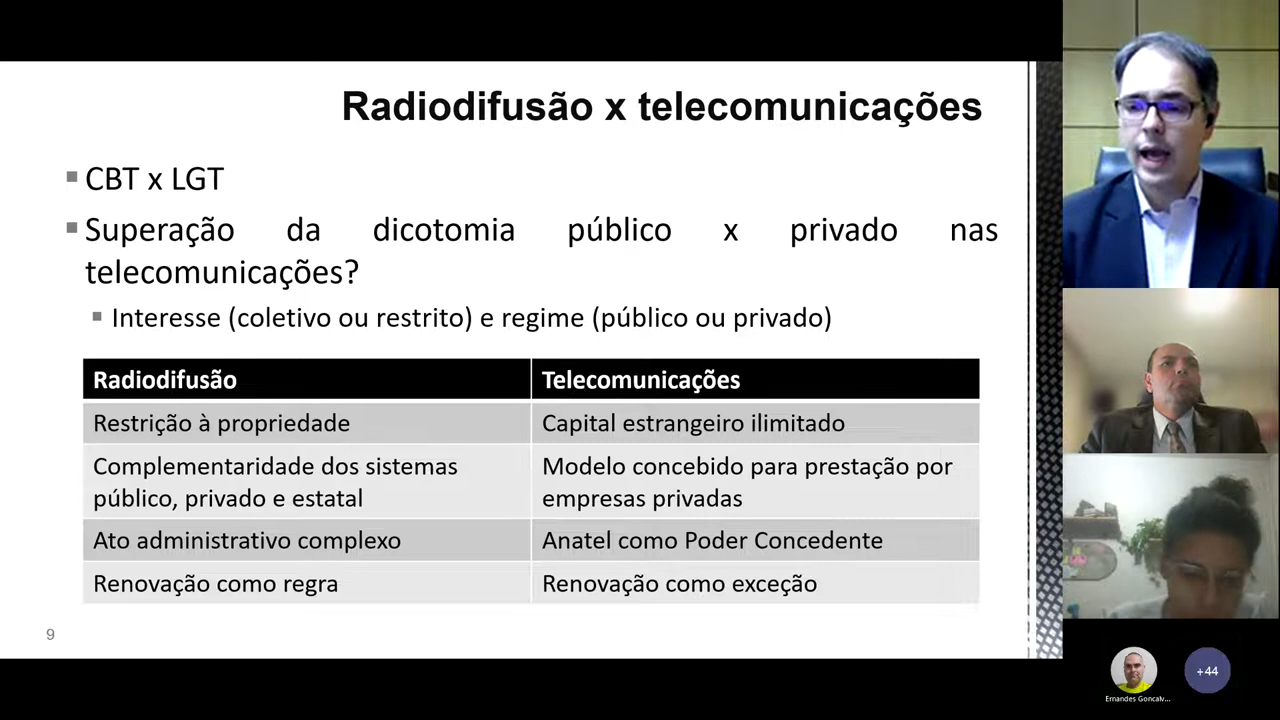 Radiodifusão x telecomunicações
CBT x LGT
Superação da dicotomia público x privado nas
telecomunicações?
Interesse (coletivo ou restrito) e regime (público ou privado)
Radiodifusão Telecomunicações
Restrição à propriedade Capital estrangeiro ilimitado
Complementaridade dos sistemas Modelo concebido para prestação por
público, privado e estatal empresas privadas
Ato administrativo complexo Anatel como Poder Concedente
Renovação como regra Renovação como exceção
9
+44
Ernandes Goncalv...